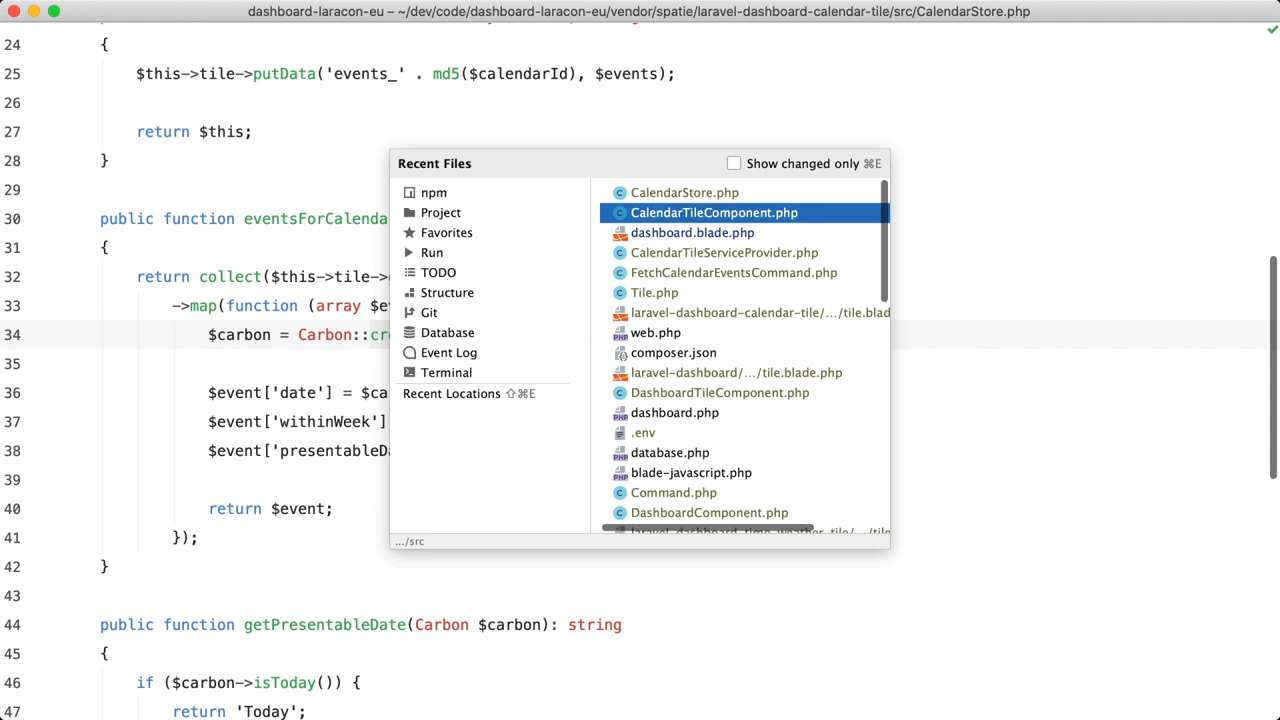 dashboard-laracon-eu – ~/dev/code/dashboard-laracon-eu/vendor/spatie/laravel-dashboard-calendar-tile/src/CalendarStore.php
24 {
25 $this->tile->putData('events_' . md5($calendarId), $events);
26
27 return $this;
28 }
29
30 public function eventsForCalenda
31 {
32 return collect($this->tile->
33 ->map(function (array $e
34 $carbon = Carbon::cr
35
36 $event['date'] = $ca
37 $event['withinWeek']
38 $event['presentableD
39
40 return $event;
41 });
42 }
43
44 public function getPresentableDate(Carbon $carbon): string
45 {
46 if ($carbon->isToday()) {
47 return 'Today';
Recent Files
Show changed only ⌘E
npm
Project
Favorites
Run
TODO
Structure
Git
Database
Event Log
Terminal
Recent Locations ⇧⌘E
CalendarStore.php
CalendarTileComponent.php
dashboard.blade.php
CalendarTileServiceProvider.php
FetchCalendarEventsCommand.php
Tile.php
laravel-dashboard-calendar-tile/…/tile.blad
web.php
composer.json
laravel-dashboard/…/tile.blade.php
DashboardTileComponent.php
dashboard.php
.env
database.php
blade-javascript.php
Command.php
DashboardComponent.php
laravel-dashboard-time-weather-tile/…/tile
…/src